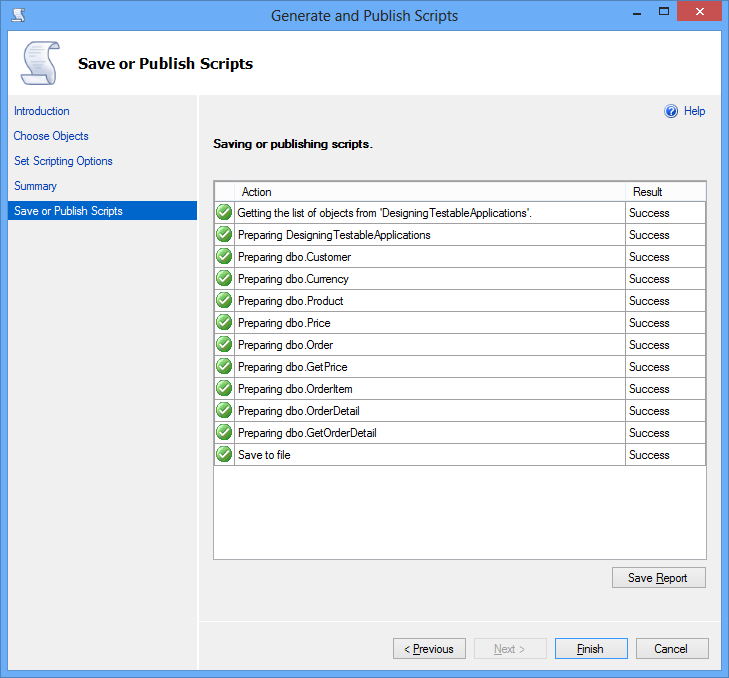 Generate and Publish Scripts
Save or Publish Scripts
Introduction
Choose Objects
Set Scripting Options
Summary
Save or Publish Scripts
Help
Saving or publishing scripts.
Action Result
Getting the list of objects from 'DesigningTestableApplications'. Success
Preparing DesigningTestableApplications Success
Preparing dbo.Customer Success
Preparing dbo.Currency Success
Preparing dbo.Product Success
Preparing dbo.Price Success
Preparing dbo.Order Success
Preparing dbo.GetPrice Success
Preparing dbo.OrderItem Success
Preparing dbo.OrderDetail Success
Preparing dbo.GetOrderDetail Success
Save to file Success
Save Report
< Previous Next > Finish Cancel